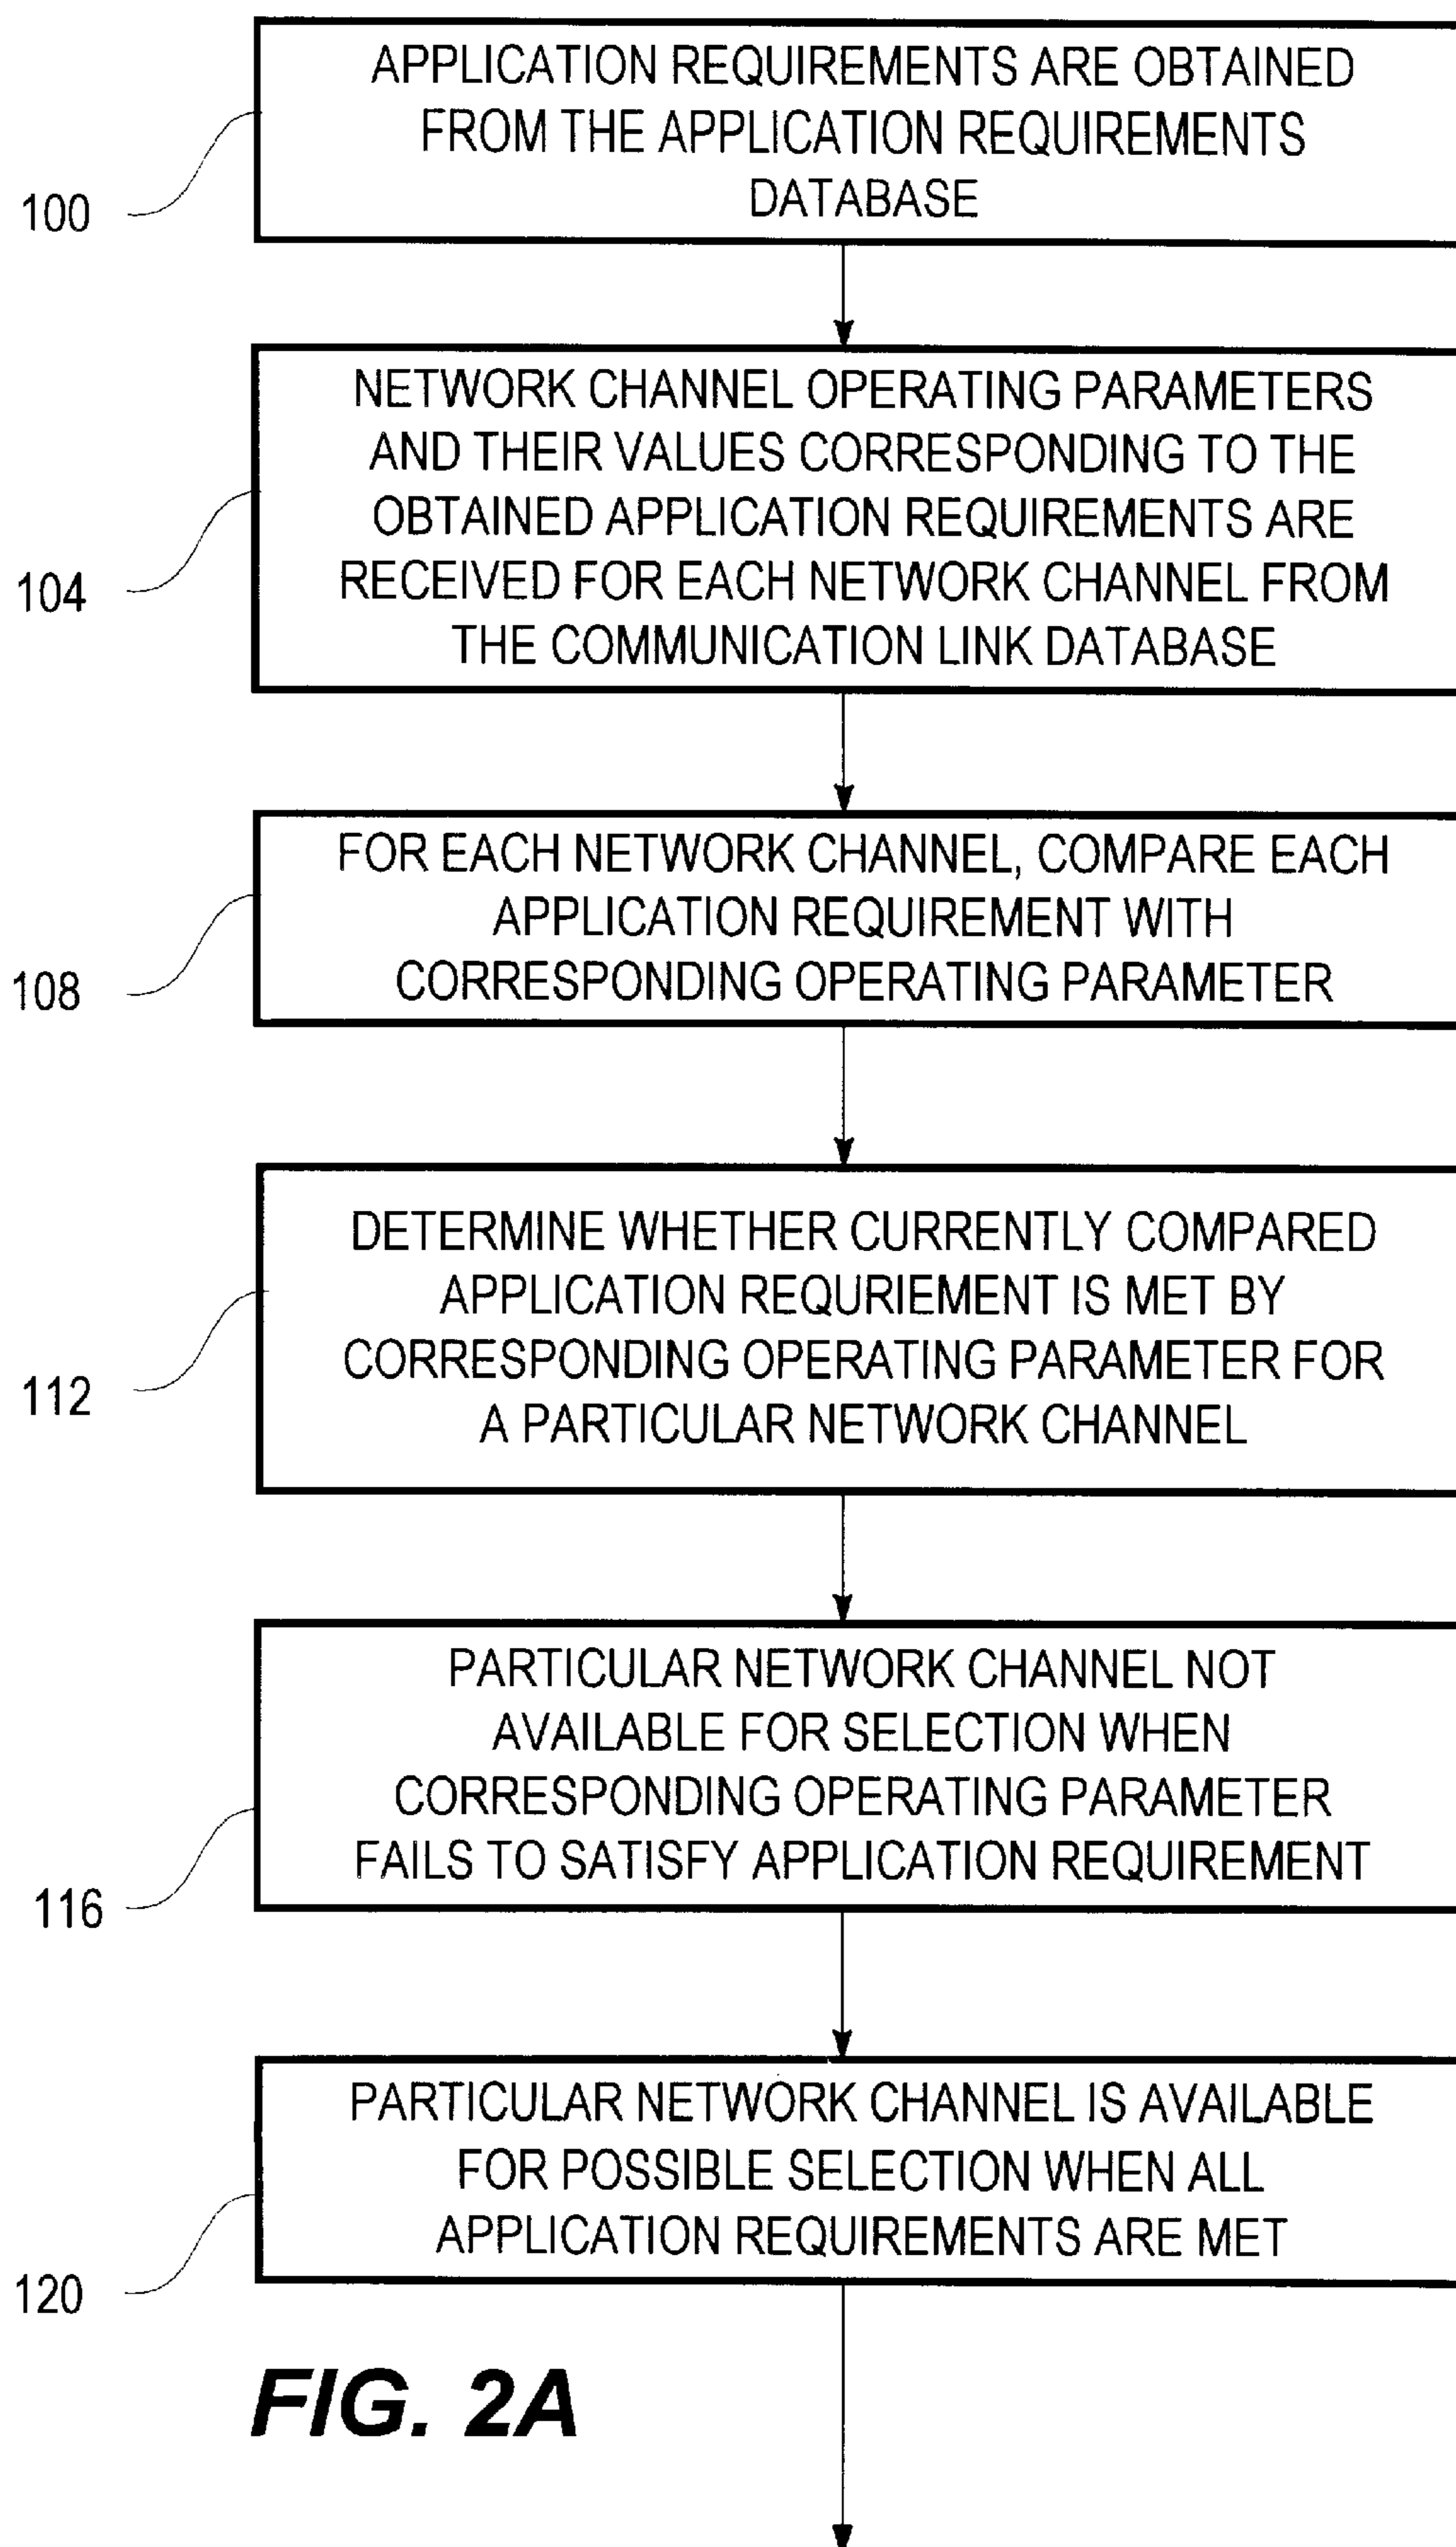 APPLICATION REQUIREMENTS ARE OBTAINED
FROM THE APPLICATION REQUIREMENTS
DATABASE
100
NETWORK CHANNEL OPERATING PARAMETERS
AND THEIR VALUES CORRESPONDING TO THE
OBTAINED APPLICATION REQUIREMENTS ARE
RECEIVED FOR EACH NETWORK CHANNEL FROM
THE COMMUNICATION LINK DATABASE
104
FOR EACH NETWORK CHANNEL, COMPARE EACH
APPLICATION REQUIREMENT WITH
CORRESPONDING OPERATING PARAMETER
108
DETERMINE WHETHER CURRENTLY COMPARED
APPLICATION REQURIEMENT IS MET BY
CORRESPONDING OPERATING PARAMETER FOR
A PARTICULAR NETWORK CHANNEL
112
PARTICULAR NETWORK CHANNEL NOT
AVAILABLE FOR SELECTION WHEN
CORRESPONDING OPERATING PARAMETER
FAILS TO SATISFY APPLICATION REQUIREMENT
116
PARTICULAR NETWORK CHANNEL IS AVAILABLE
FOR POSSIBLE SELECTION WHEN ALL
APPLICATION REQUIREMENTS ARE MET
120
FIG. 2A